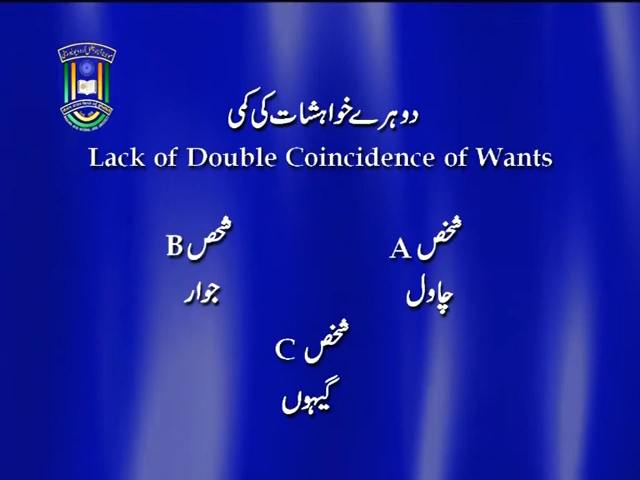 دوہرے خواہشات کی کمی
Lack of Double Coincidence of Wants
شخص A
شخص B
چاول
جوار
شخص C
گیہوں